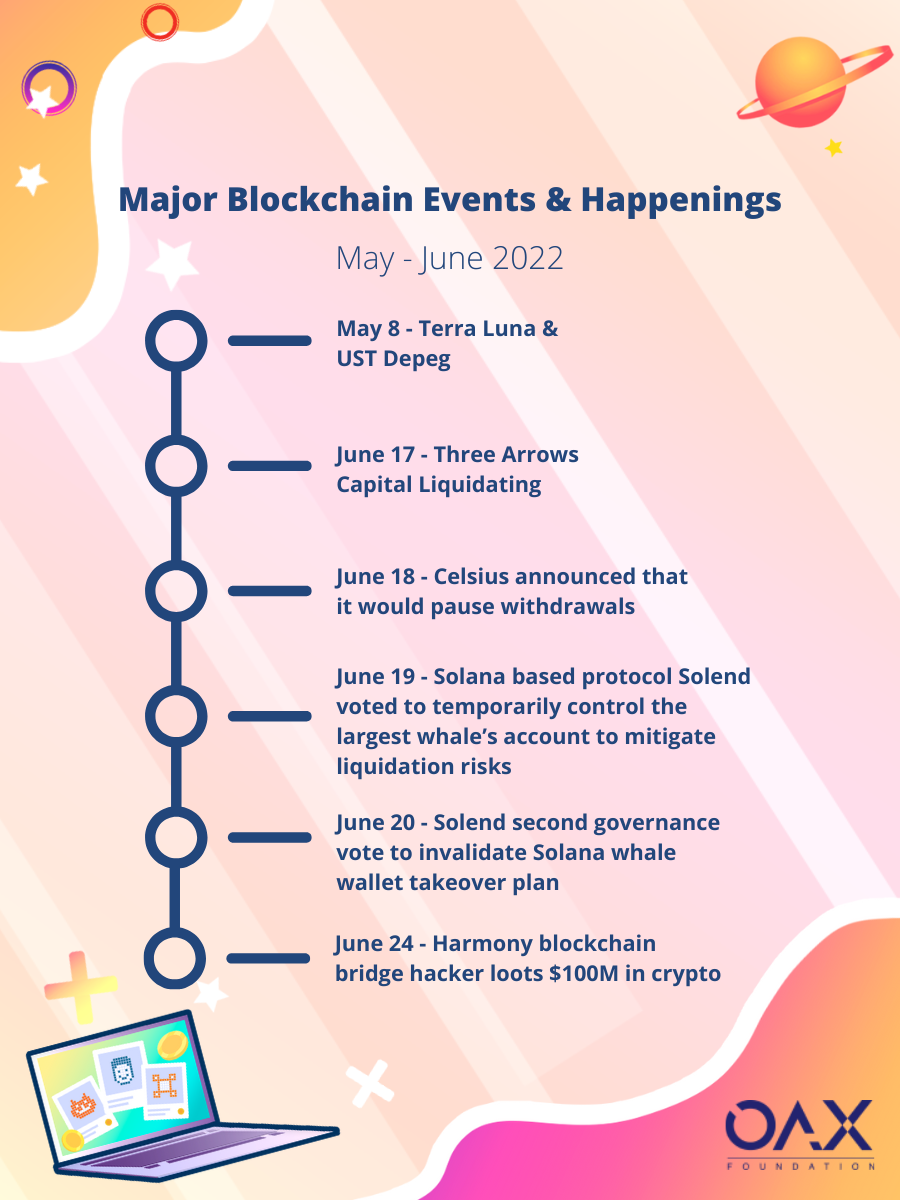 Major Blockchain Events & Happenings
May - June 2022
May 8 - Terra Luna &
UST Depeg
June 17 - Three Arrows
Capital Liquidating
June 18 - Celsius announced that
it would pause withdrawals
June 19 - Solana based protocol Solend
voted to temporarily control the
largest whale’s account to mitigate
liquidation risks
June 20 - Solend second governance
vote to invalidate Solana whale
wallet takeover plan
June 24 - Harmony blockchain
bridge hacker loots $100M in crypto
OAX
FOUNDATION